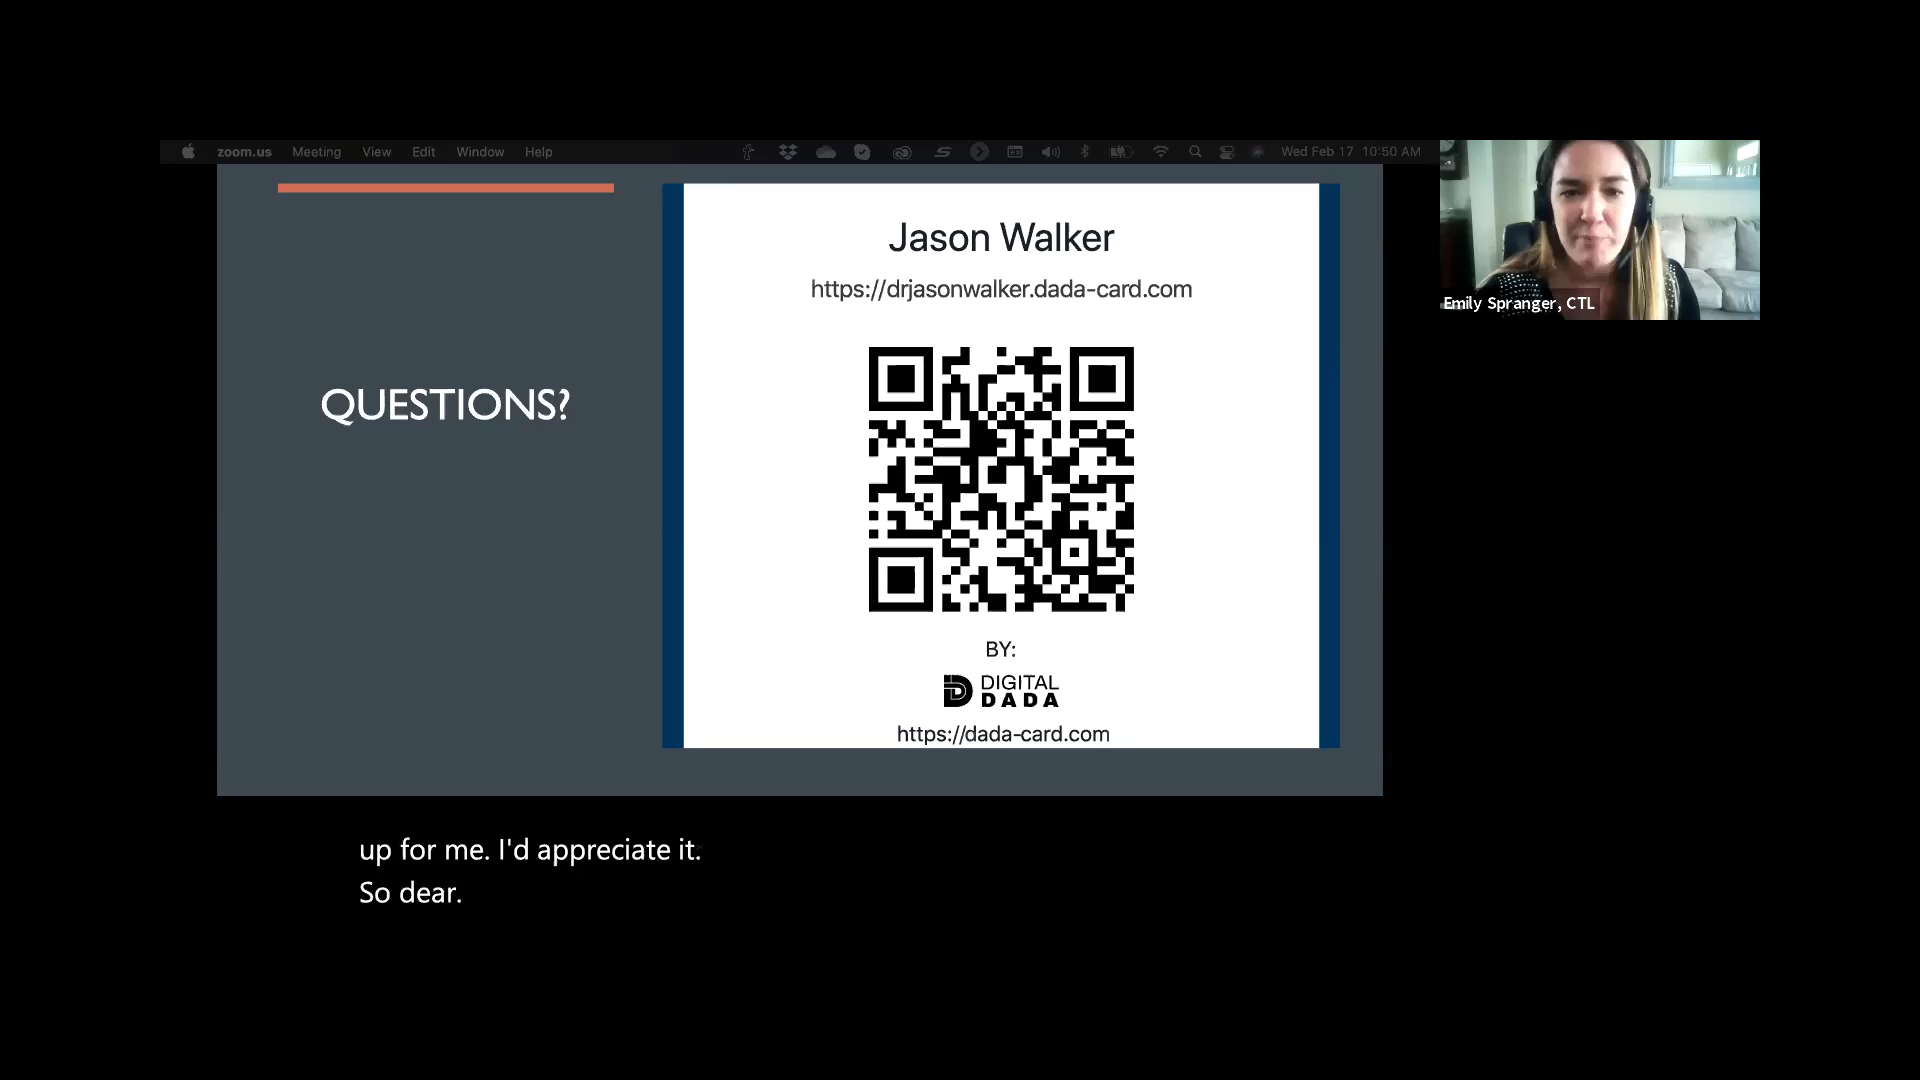 zoom.us Meeting View Edit Window Help Wed Feb 17 10:50 AM
QUESTIONS?
Jason Walker
https://drjasonwalker.dada-card.com
BY:
DIGITAL
DADA
https://dada-card.com
Emily Spranger, CTL
up for me. I'd appreciate it.
So dear.